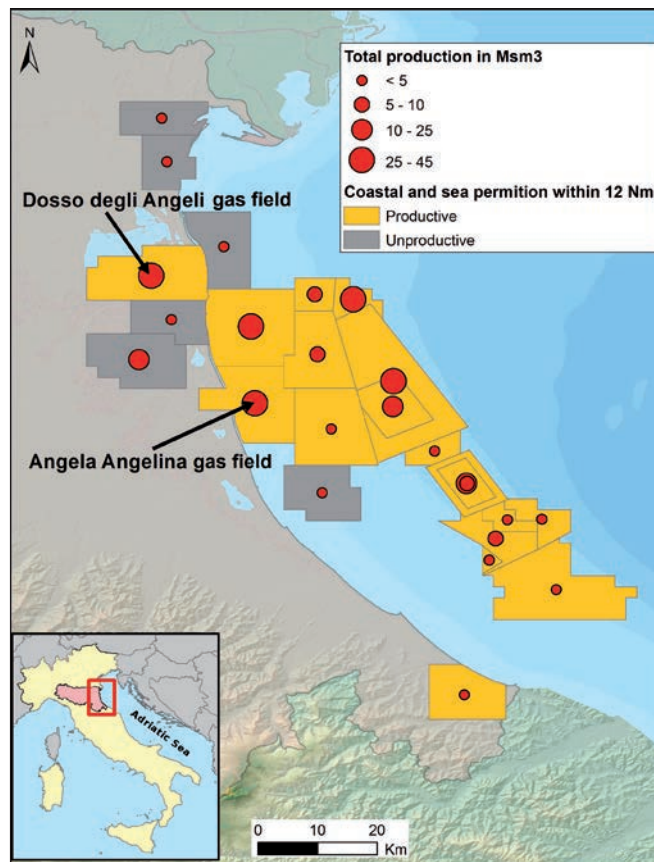 N
Total production in Msm3
< 5
5 - 10
10 - 25
25 - 45
Coastal and sea permition within 12 Nm
Productive
Unproductive
Dosso degli Angeli gas field
Angela Angelina gas field
Adriatic Sea
0 10 20
Km